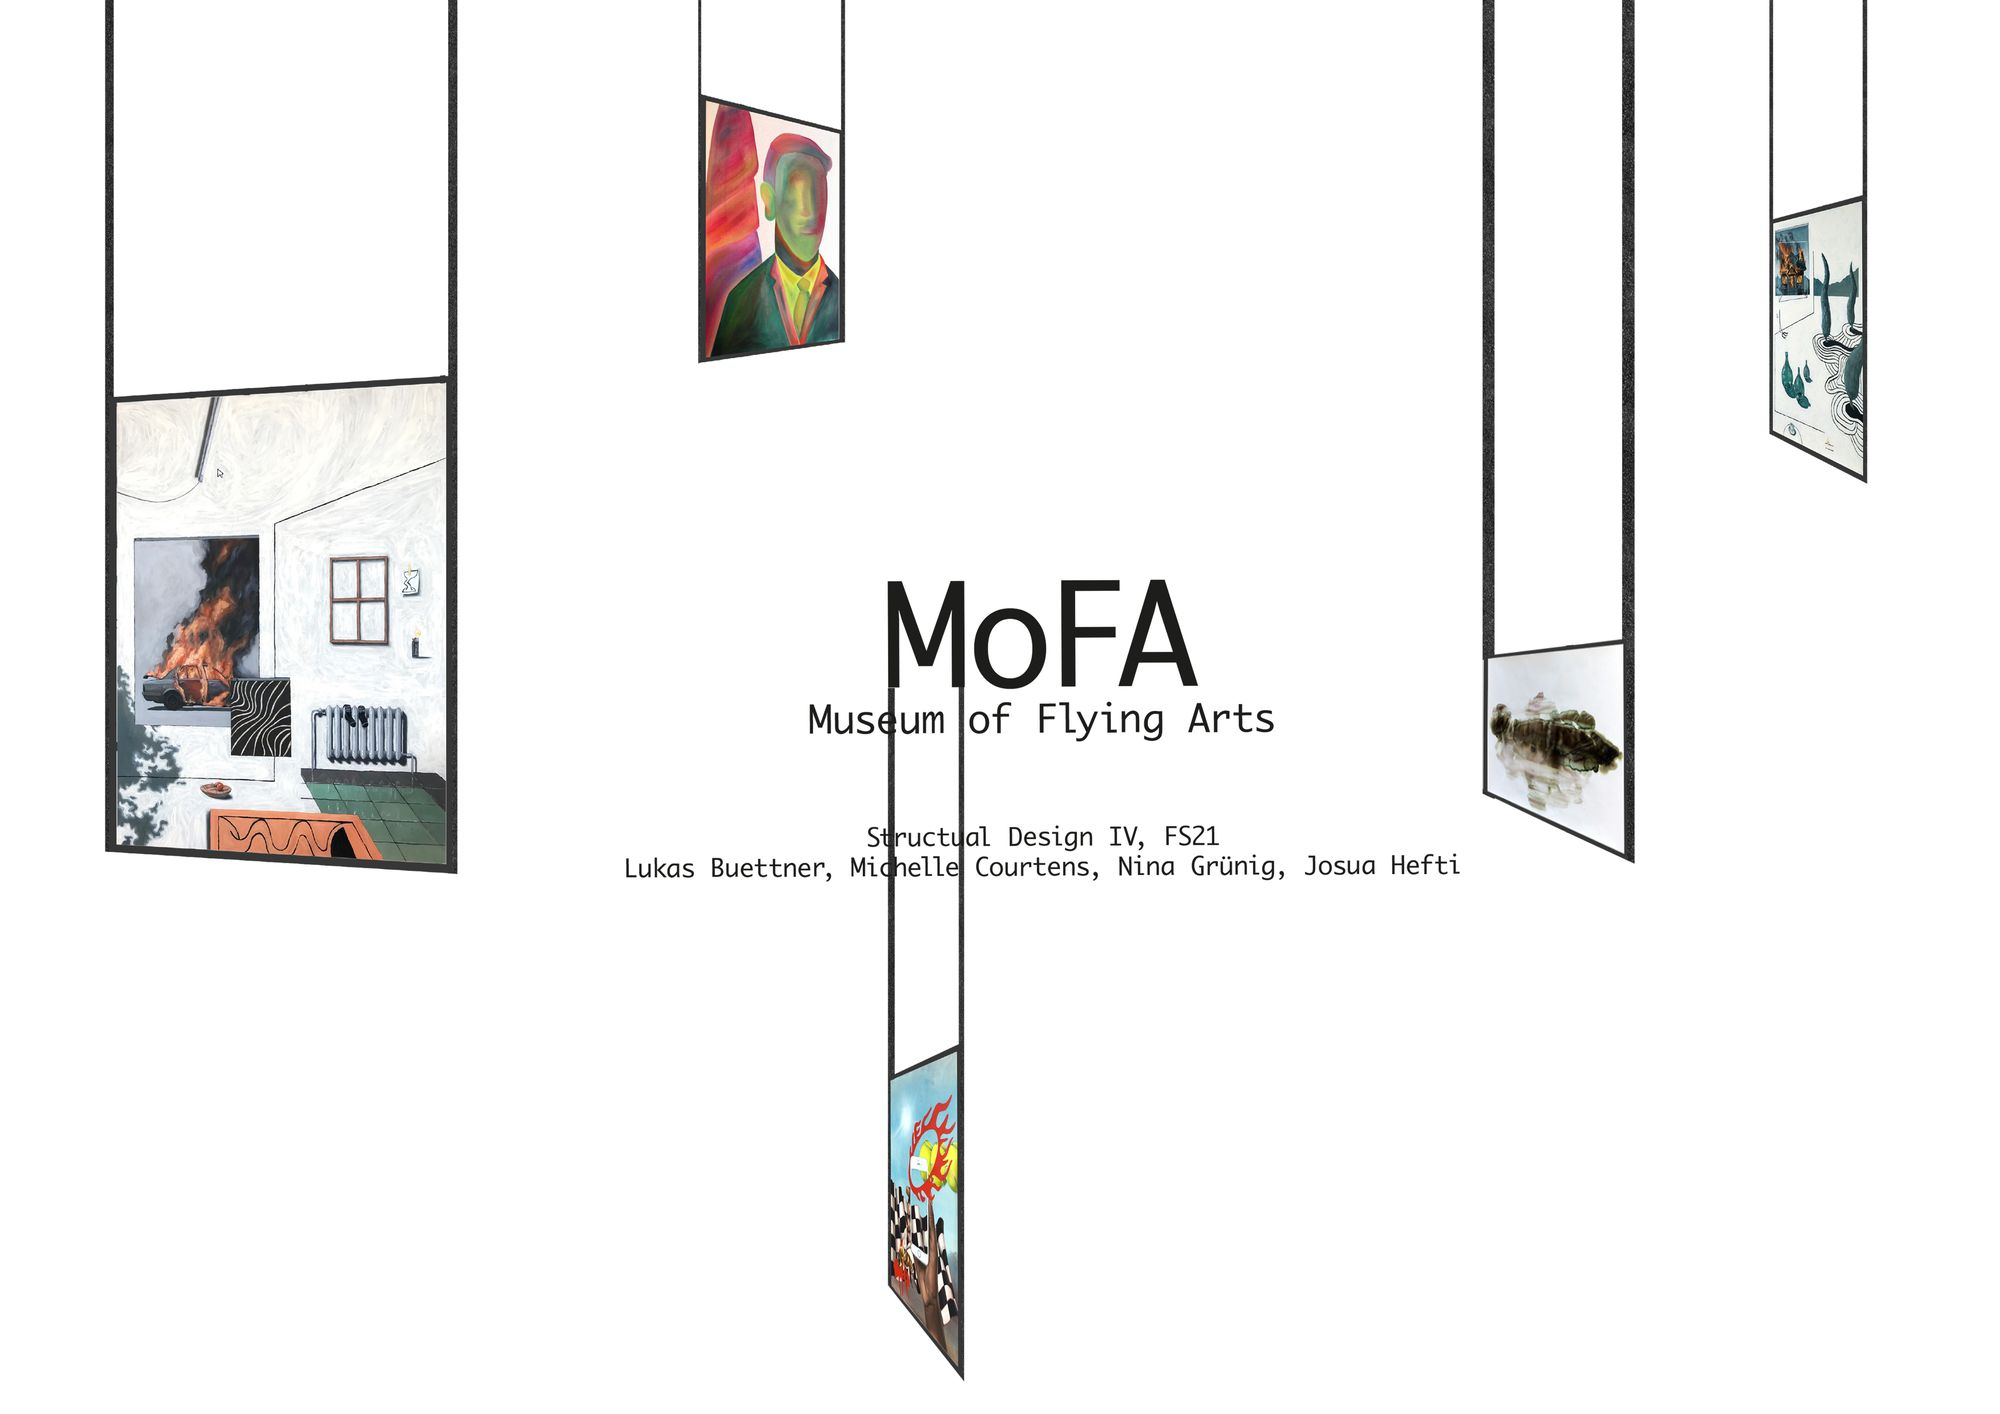 MoFA
Museum of Flying Arts
Structual Design IV, FS21
Lukas Buettner, Michelle Courtens, Nina Grünig, Josua Hefti